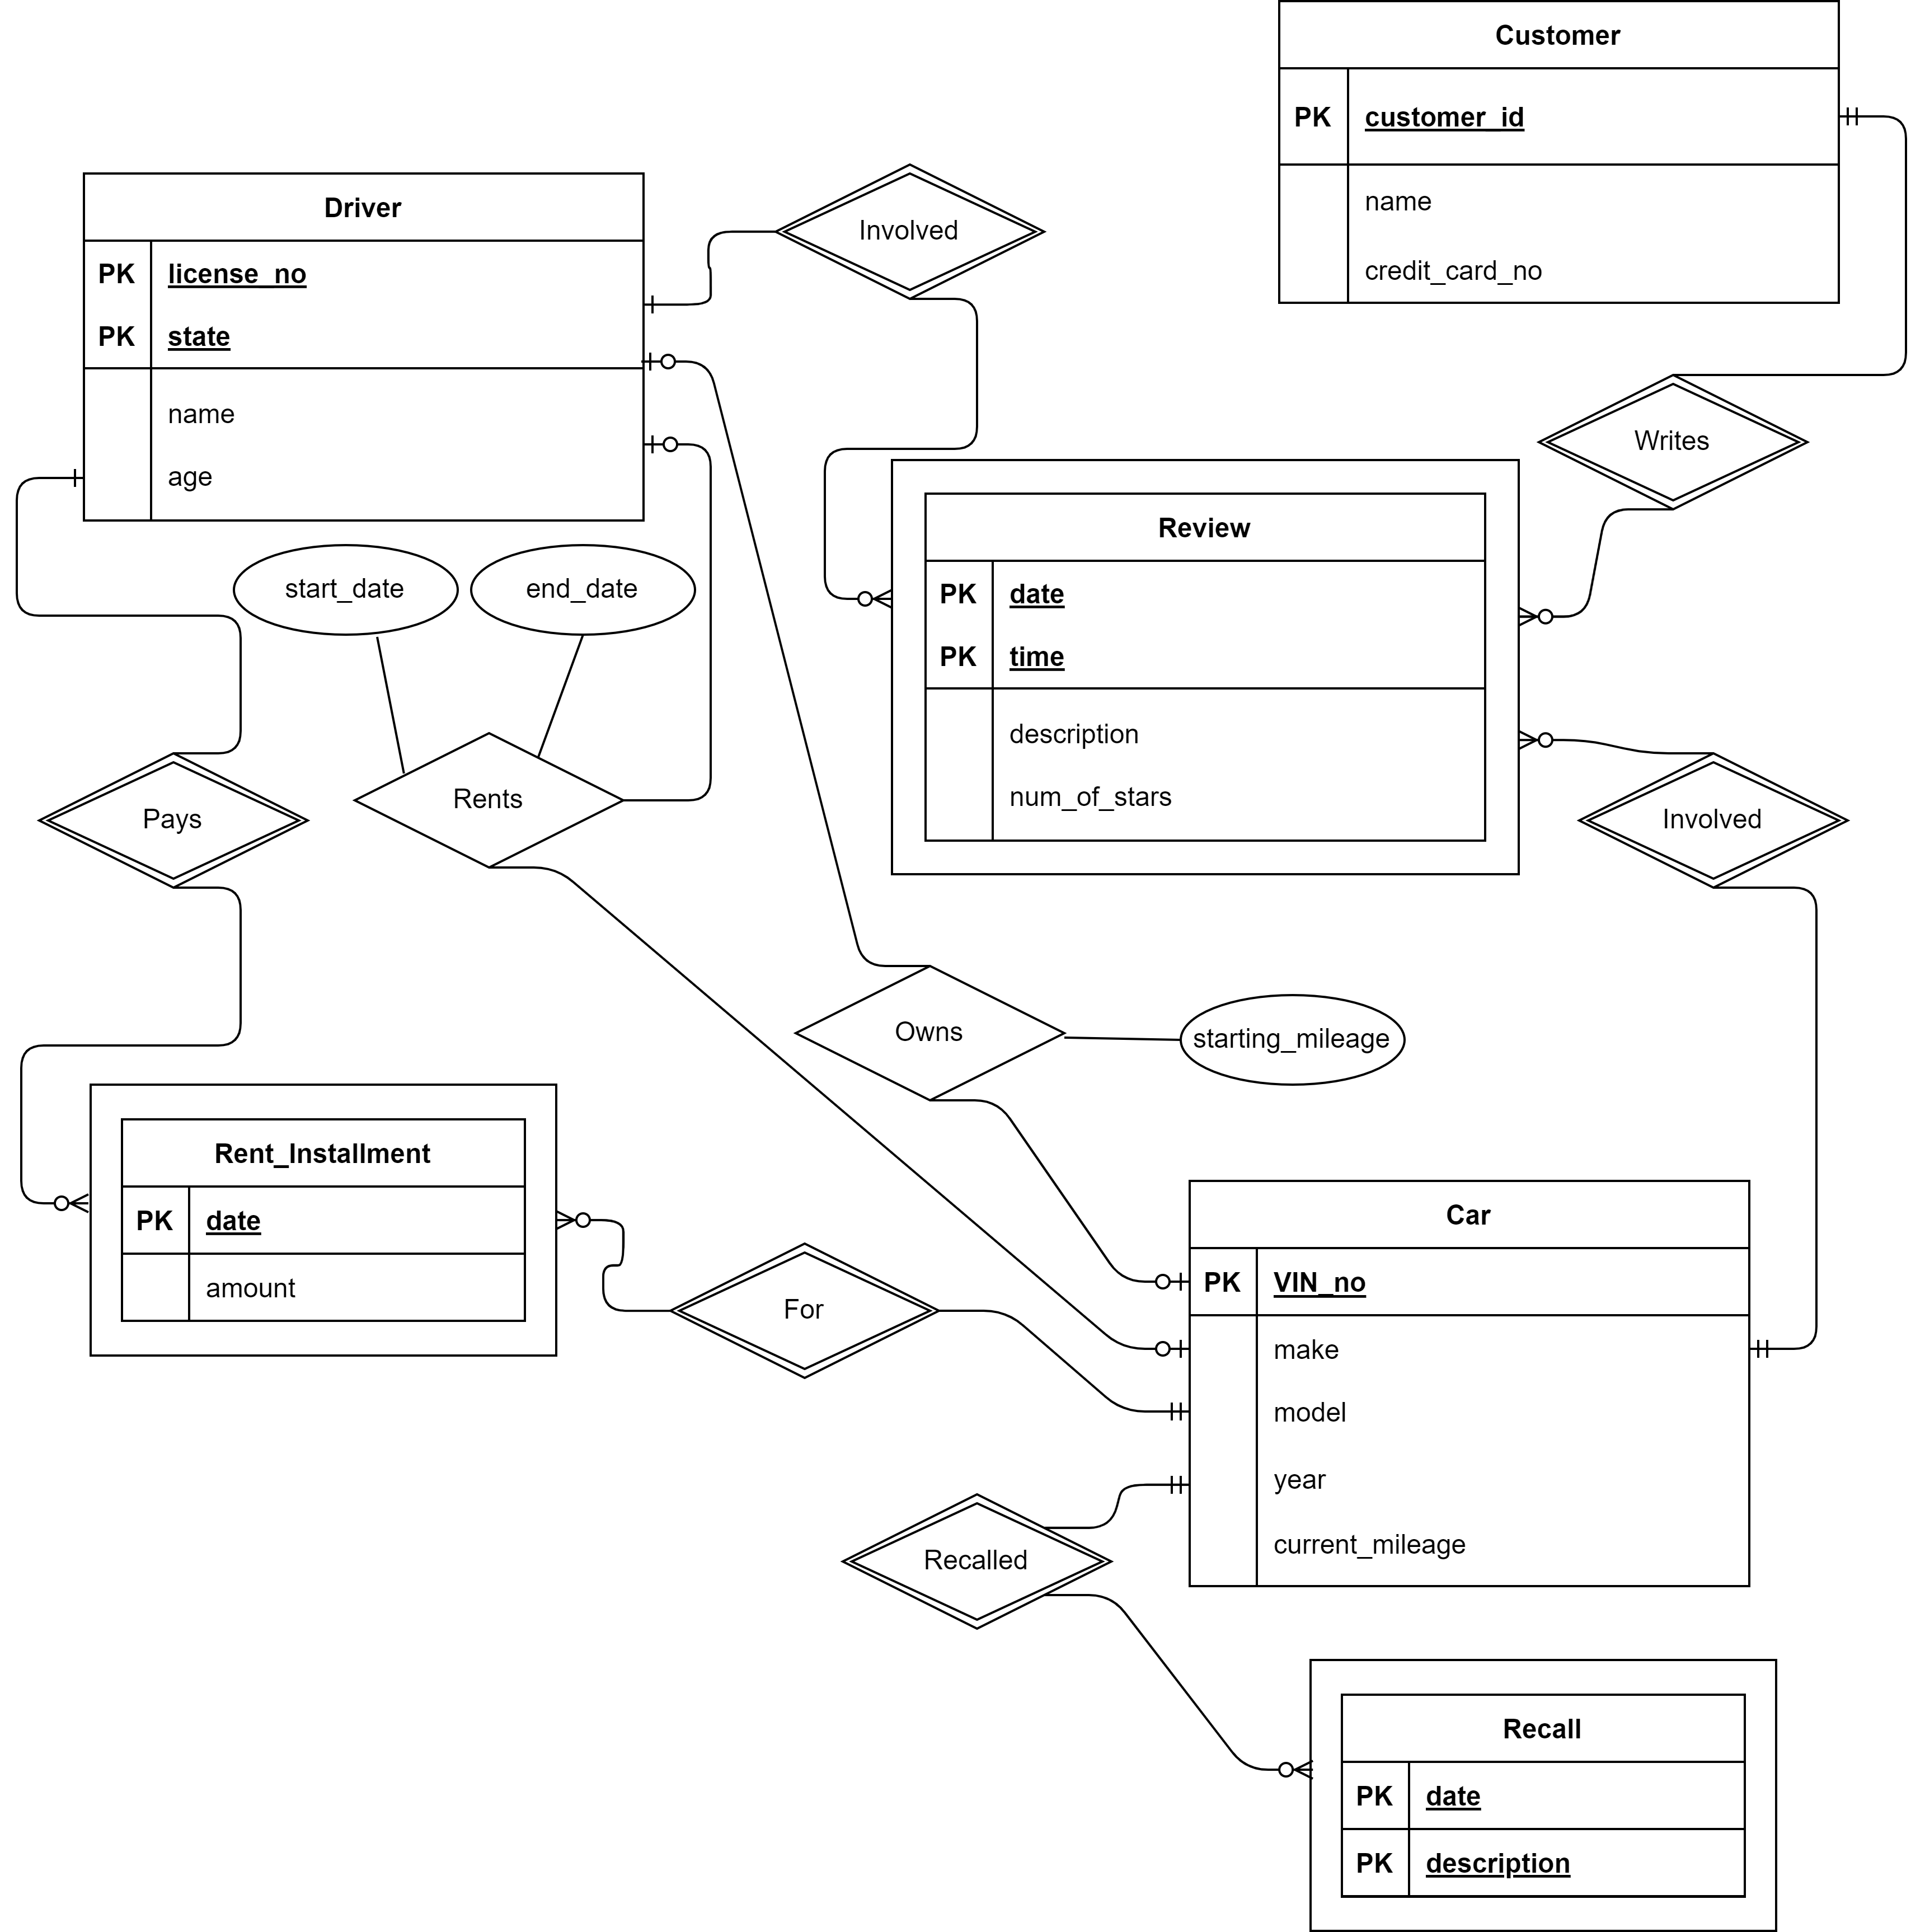 Customer
PK customer_id
name
credit_card_no
Driver
PK license_no
PK state
name
age
Involved
Writes
Review
PK date
PK time
description
num_of_stars
start_date
end_date
Pays
Rents
Involved
Owns
starting_mileage
Rent_Installment
PK date
amount
For
Car
PK VIN_no
make
model
year
current_mileage
Recalled
Recall
PK date
PK description